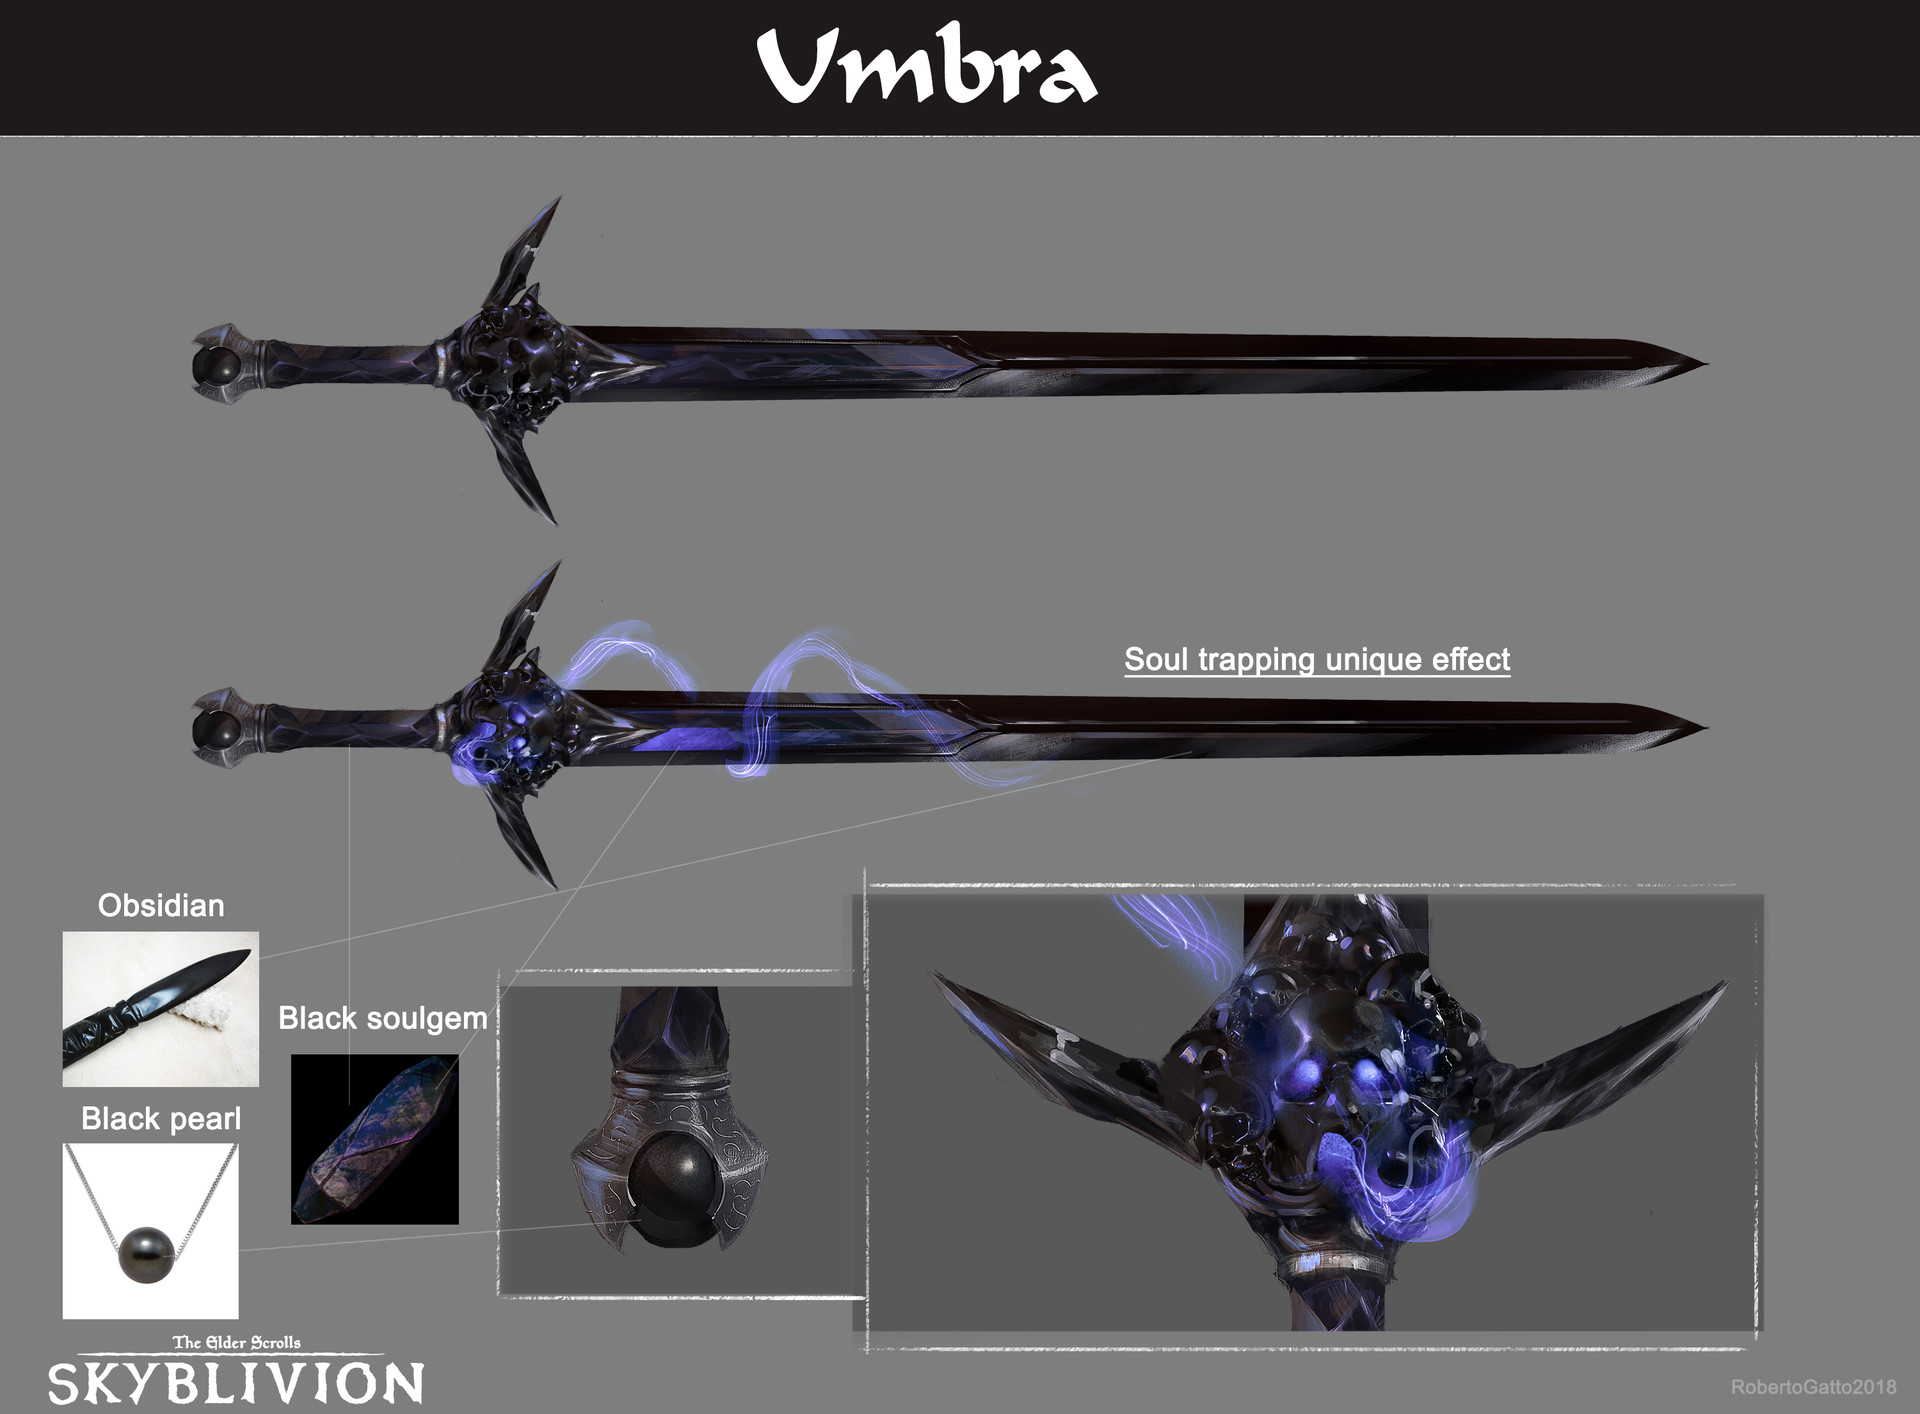 Umbra
Soul trapping unique effect
Obsidian
Black soulgem
Black pearl
The Elder Scrolls
SKYBLIVION
RobertoGatto2018